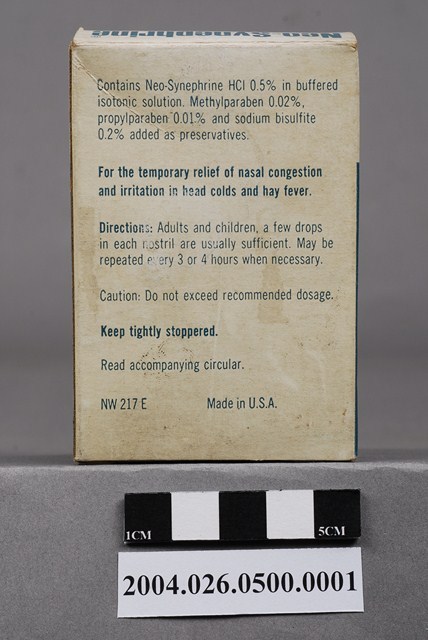 Neo Synephrine
Contains Neo-Synephrine HCl 0.5% in buffered
isotonic solution. Methylparaben 0.02%,
propylparaben 0.01% and sodium bisulfite
0.2% added as preservatives.
For the temporary relief of nasal congestion
and irritation in head colds and hay fever.
Directions: Adults and children, a few drops
in each nostril are usually sufficient. May be
repeated every 3 or 4 hours when necessary.
Caution: Do not exceed recommended dosage.
Keep tightly stoppered.
Read accompanying circular.
NW 217 E Made in U.S.A.
1CM 5CM
2004.026.0500.0001